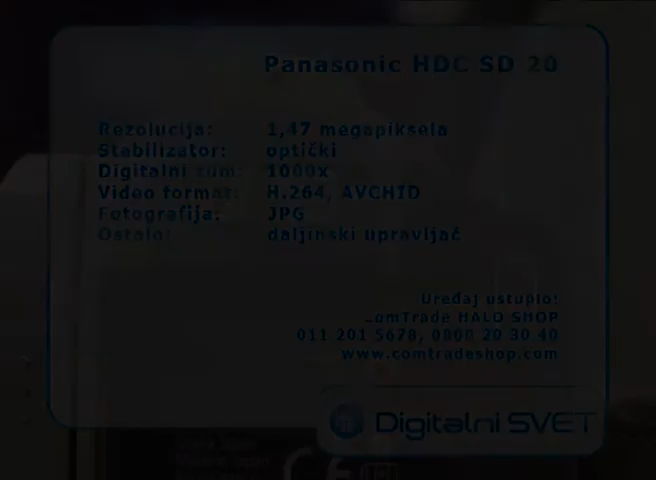 Panasonic HDC SD 20
Rezolucija: 1,47 megapiksela
Stabilizator: optički
Digitalni zum: 1000x
Video format: H.264, AVCHD
Fotografija: JPG
Ostalo: daljinski upravljač
Uređaj ustupio:
ComTrade HALO SHOP
011 201 5678, 0800 20 30 40
www.comtradeshop.com
Digitalni SVET